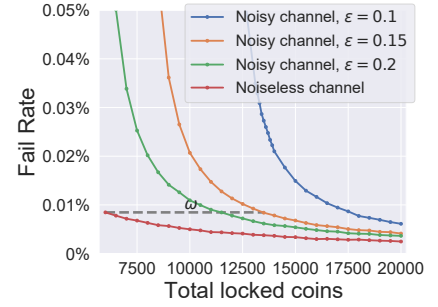 0.05%
0.04%
0.03%
0.02%
0.01%
0%
Fail Rate
Noisy channel, ε = 0.1
Noisy channel, ε = 0.15
Noisy channel, ε = 0.2
Noiseless channel
ω
7500 10000 12500 15000 17500 20000
Total locked coins